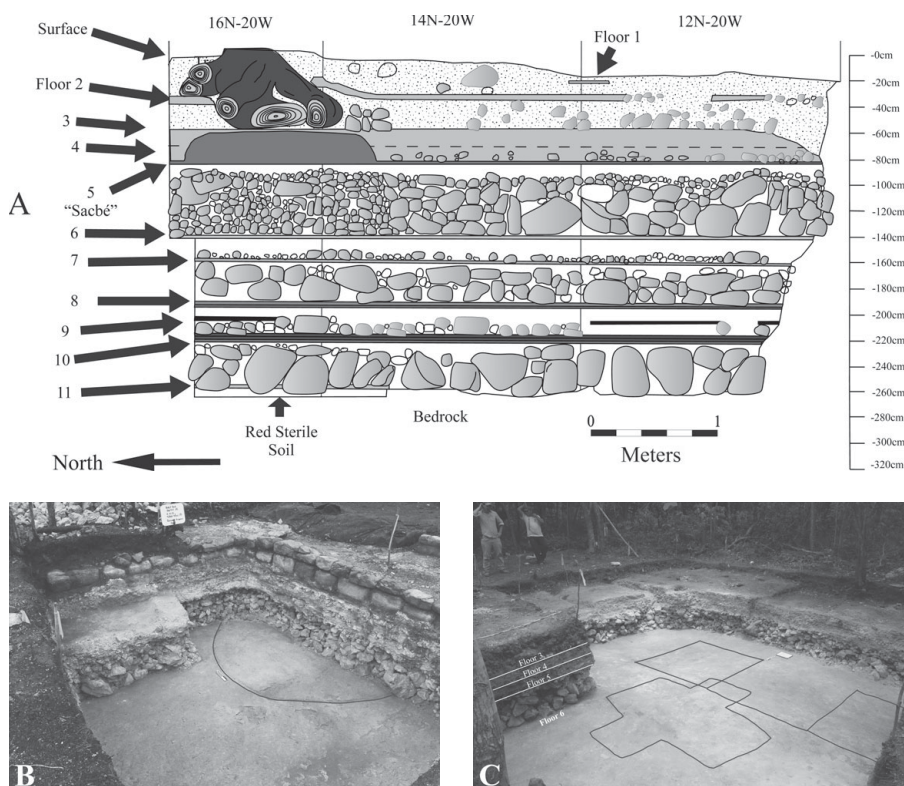 16N-20W
14N-20W
12N-20W
Surface
Floor 1
Floor 2
3
4
5
"Sacbé"
6
7
8
9
10
11
A
-0cm
-20cm
-40cm
-60cm
-80cm
-100cm
-120cm
-140cm
-160cm
-180cm
-200cm
-220cm
-240cm
-260cm
-280cm
-300cm
-320cm
Red Sterile
Soil
Bedrock
0 1
Meters
North
B
Floor 3
Floor 4
Floor 5
Floor 6
C